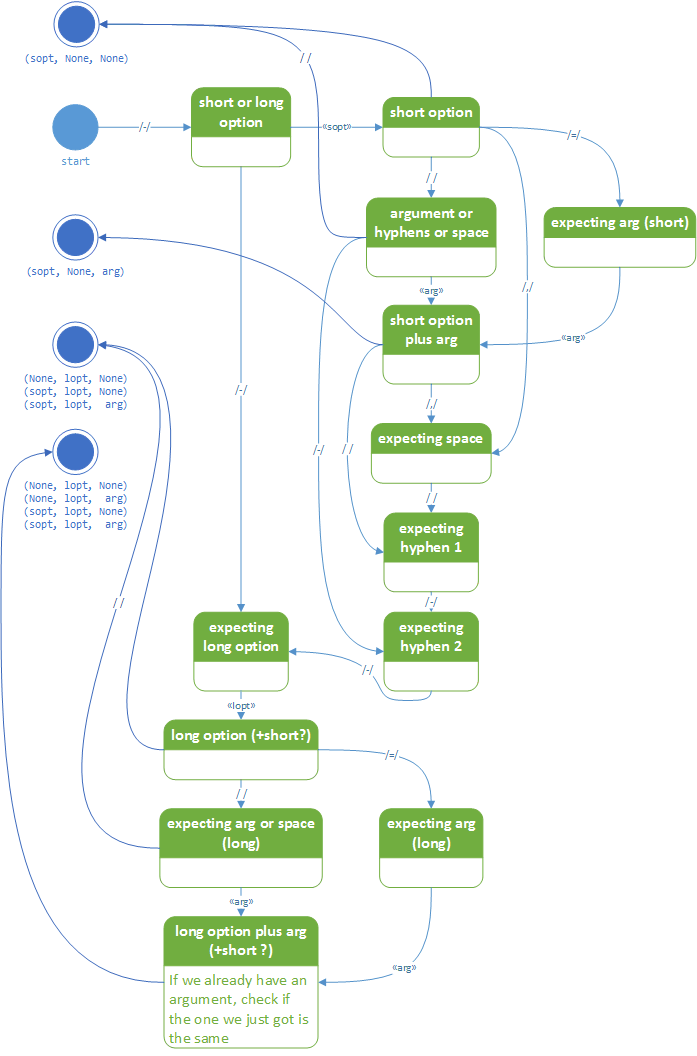 (sopt, None, None)
/ /
start
/-/
short or long
option
«sopt»
short option
/=/
/ /
argument or
hyphens or space
expecting arg (short)
(sopt, None, arg)
«arg»
/,/
short option
plus arg
«arg»
(None, lopt, None)
(sopt, lopt, None)
(sopt, lopt,  arg)
/-/
/,/
expecting space
/-/
/ /
(None, lopt, None)
(None, lopt,  arg)
(sopt, lopt, None)
(sopt, lopt,  arg)
/ /
expecting
hyphen 1
/ /
/-/
expecting
long option
expecting
hyphen 2
/-/
«lopt»
long option (+short?)
/=/
/ /
expecting arg or space
(long)
expecting arg
(long)
«arg»
long option plus arg
(+short ?)
«arg»
If we already have an
argument, check if
the one we just got is
the same